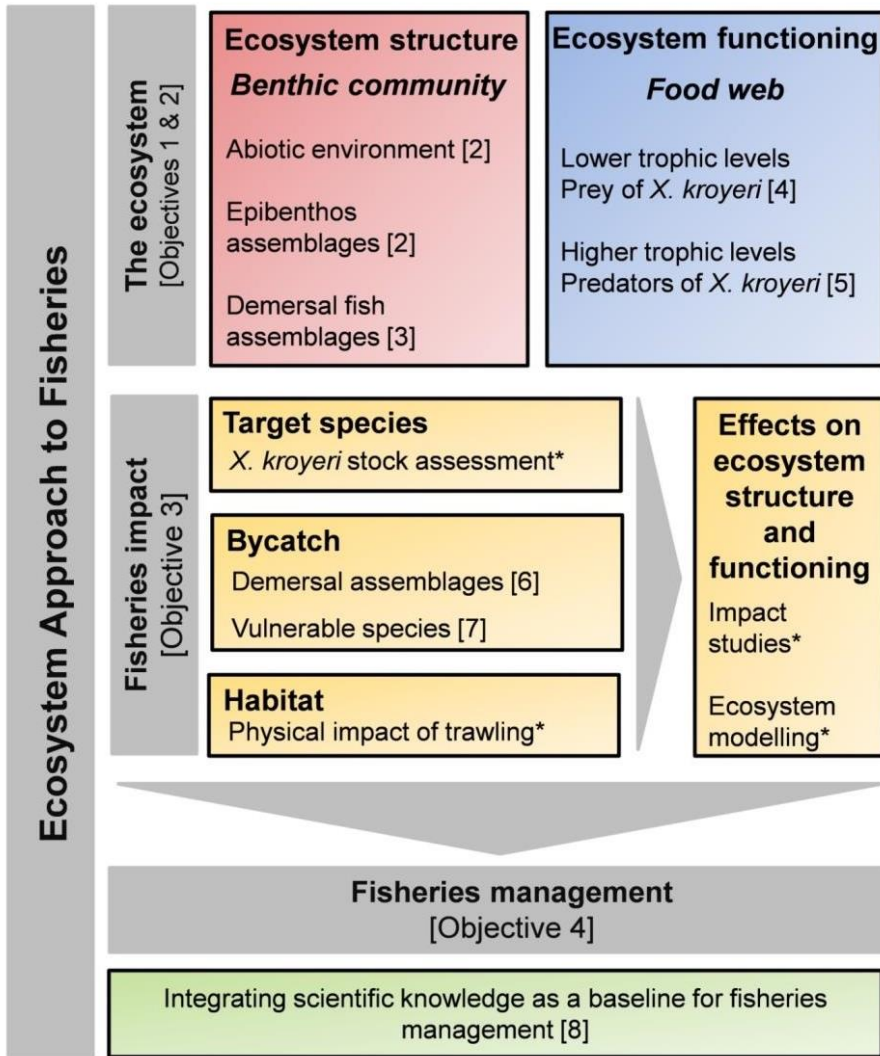 Ecosystem Approach to Fisheries
The ecosystem
[Objectives 1 & 2]
Ecosystem structure
Benthic community
Abiotic environment [2]
Epibenthos
assemblages [2]
Demersal fish
assemblages [3]
Ecosystem functioning
Food web
Lower trophic levels
Prey of X. kroyeri [4]
Higher trophic levels
Predators of X. kroyeri [5]
Fisheries impact
[Objective 3]
Target species
X. kroyeri stock assessment*
Bycatch
Demersal assemblages [6]
Vulnerable species [7]
Habitat
Physical impact of trawling*
Effects on
ecosystem
structure
and
functioning
Impact
studies*
Ecosystem
modelling*
Fisheries management
[Objective 4]
Integrating scientific knowledge as a baseline for fisheries
management [8]